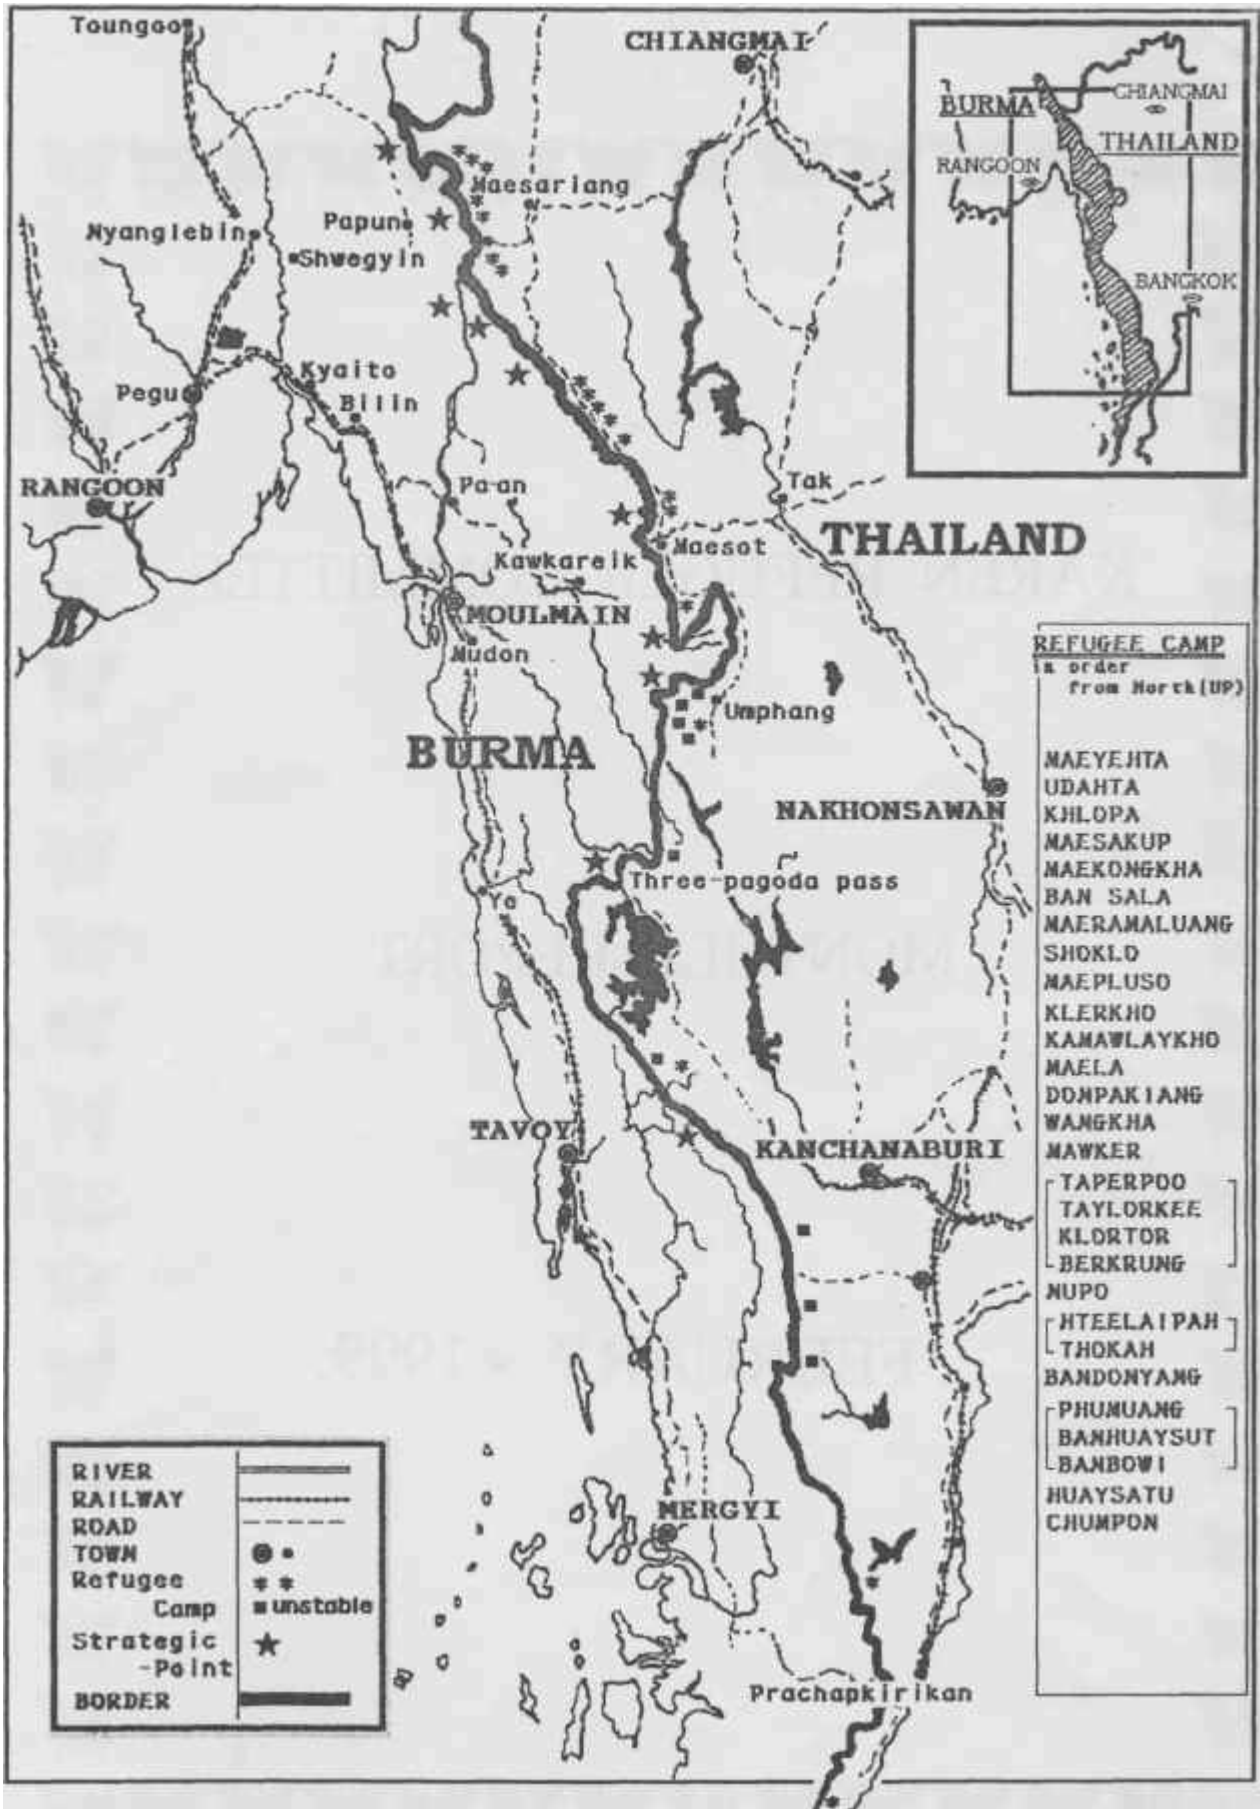 Toungoo
CHIANGMAI
Maesariang
Papun
Nyanglebin
Shwegyin
Kyaito
Bilin
Pegu
RANGOON
Pa-an
Tak
THAILAND
Maesot
Kawkareik
MOULMAIN
Mudon
Umphang
BURMA
NAKHONSAWAN
Three-pagoda pass
Ye
TAVOY
KANCHANABURI
MERGYI
Prachapkirikan
BURMA
CHIANGMAI
THAILAND
RANGOON
BANGKOK
REFUGEE CAMP
in order
from North(UP)
MAEYEHTA
UDAHTA
KHLOPA
MAESAKUP
MAEKONGKHA
BAN SALA
MAERAMALUANG
SHOKLO
MAEPLUSO
KLERKHO
KAMAWLAYKHO
MAELA
DONPAKIANG
WANGKHA
MAWKER
TAPERPOO
TAYLORKEE
KLORTOR
BERKRUNG
NUPO
HTEELAIPAH
THOKAH
BANDONYANG
PHUMUANG
BANHUAYSUT
BANBOWI
HUAYSATU
CHUMPON
RIVER
RAILWAY
ROAD
TOWN
Refugee
Camp unstable
Strategic
-Point
BORDER